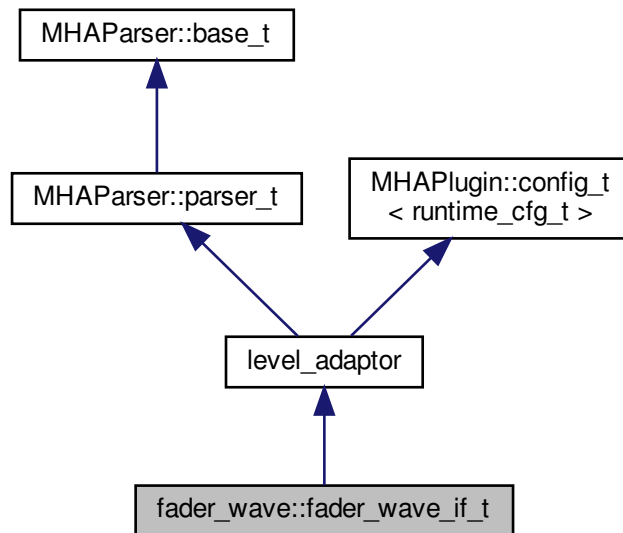 MHAParser::base_t
MHAParser::parser_t
MHAPlugin::config_t
< runtime_cfg_t >
level_adaptor
fader_wave::fader_wave_if_t